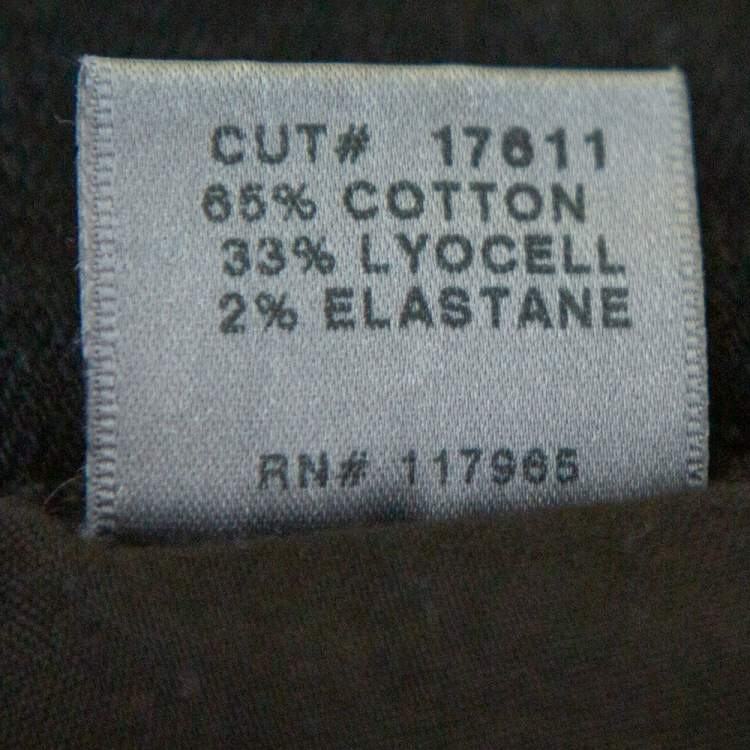 CUT# 17611
65% COTTON
33% LYOCELL
2% ELASTANE
RN# 117965